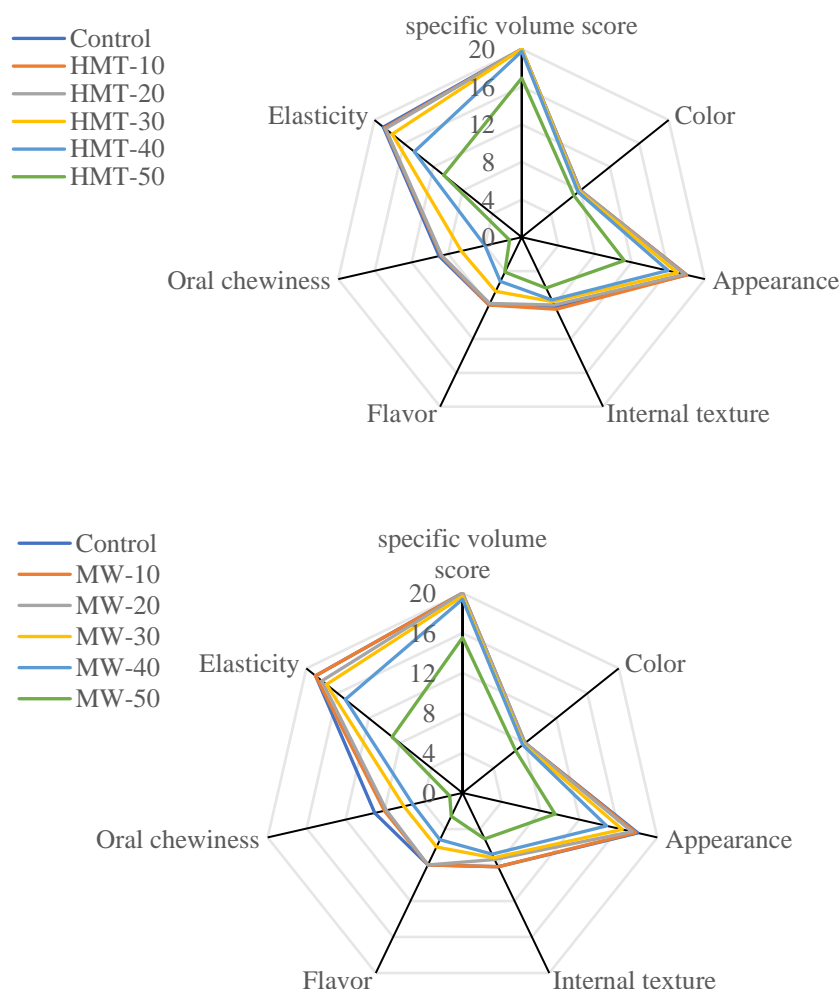 Control
HMT-10
HMT-20
HMT-30
HMT-40
HMT-50
specific volume score
Color
Appearance
Internal texture
Flavor
Oral chewiness
Elasticity
20
16
12
8
4
0
Control
MW-10
MW-20
MW-30
MW-40
MW-50
specific volume
score
Color
Appearance
Internal texture
Flavor
Oral chewiness
Elasticity
20
16
12
8
4
0